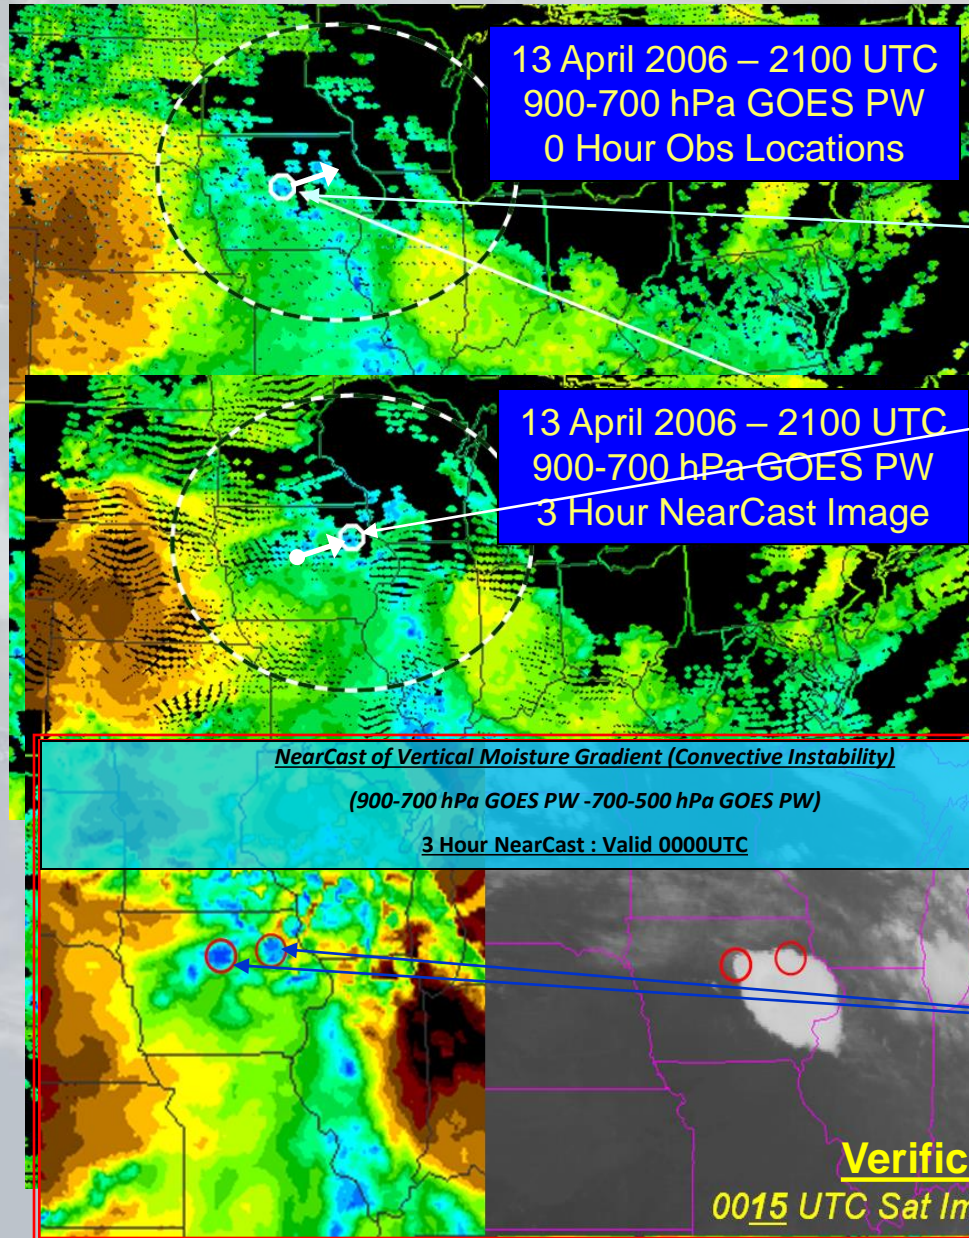 13 April 2006 – 2100 UTC
900-700 hPa GOES PW
0 Hour Obs Locations
13 April 2006 – 2100 UTC
900-700 hPa GOES PW
3 Hour NearCast Image
NearCast of Vertical Moisture Gradient (Convective Instability)
(900-700 hPa GOES PW -700-500 hPa GOES PW)
3 Hour NearCast : Valid 0000UTC
Verific
0015 UTC Sat Im